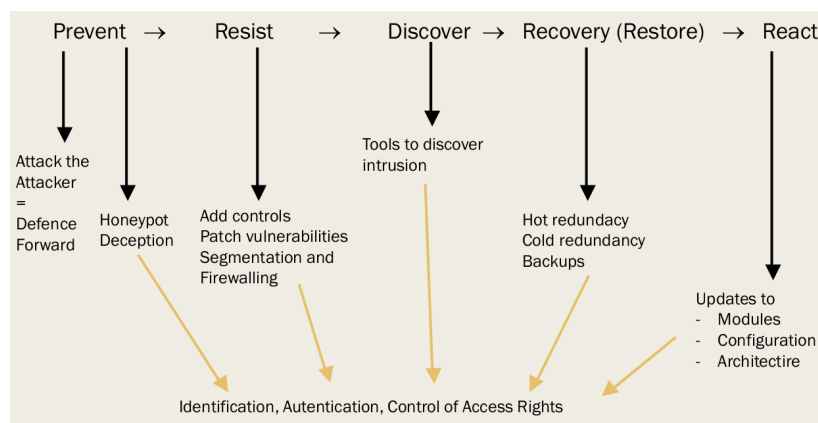 Prevent → Resist → Discover → Recovery (Restore) → React
Attack the
Attacker
=
Defence
Forward
Honeypot
Deception
Add controls
Patch vulnerabilities
Segmentation and
Firewalling
Tools to discover
intrusion
Hot redundacy
Cold redundancy
Backups
Updates to
- Modules
- Configuration
- Architectire
Identification, Autentication, Control of Access Rights